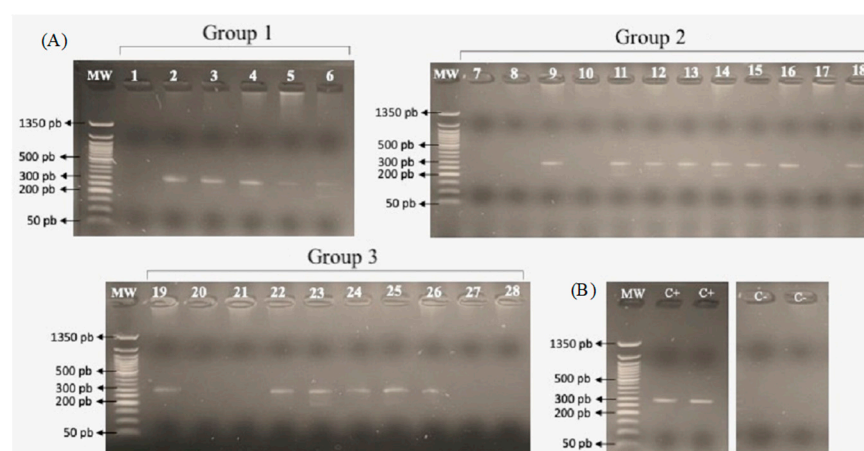 (A)
Group 1
MW 1 2 3 4 5 6
1350 pb
500 pb
300 pb
200 pb
50 pb
Group 2
MW 7 8 9 10 11 12 13 14 15 16 17 18
1350 pb
500 pb
300 pb
200 pb
50 pb
Group 3
MW 19 20 21 22 23 24 25 26 27 28
1350 pb
500 pb
300 pb
200 pb
50 pb
(B)
MW C+ C+ C- C-
1350 pb
500 pb
300 pb
200 pb
50 pb